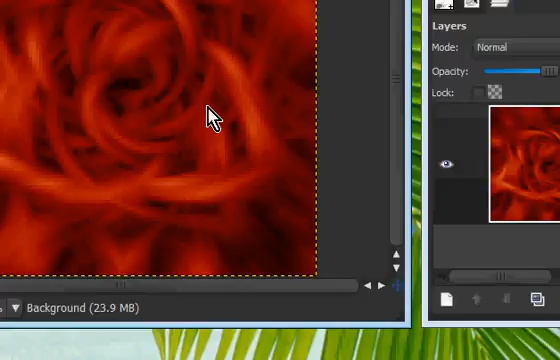 Layers
Mode: Normal
Opacity:
Lock:
Background (23.9 MB)